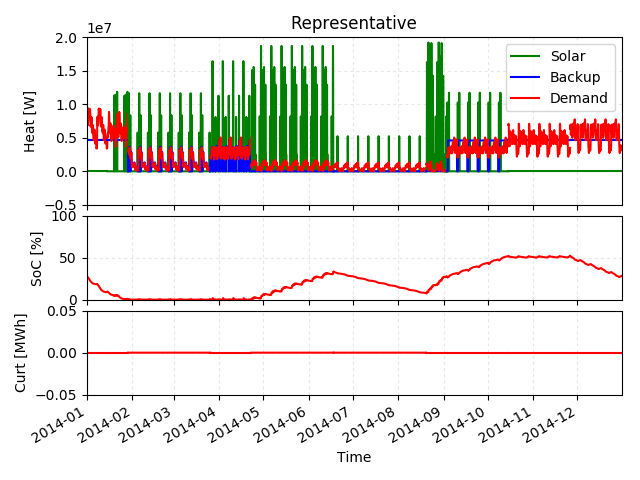 Representative
1e7
2.0
1.5
1.0
0.5
0.0
−0.5
Heat [W]
Solar
Backup
Demand
100
50
0
SoC [%]
0.05
0.00
−0.05
Curt [MWh]
2014-01
2014-02
2014-03
2014-04
2014-05
2014-06
2014-07
2014-08
2014-09
2014-10
2014-11
2014-12
Time